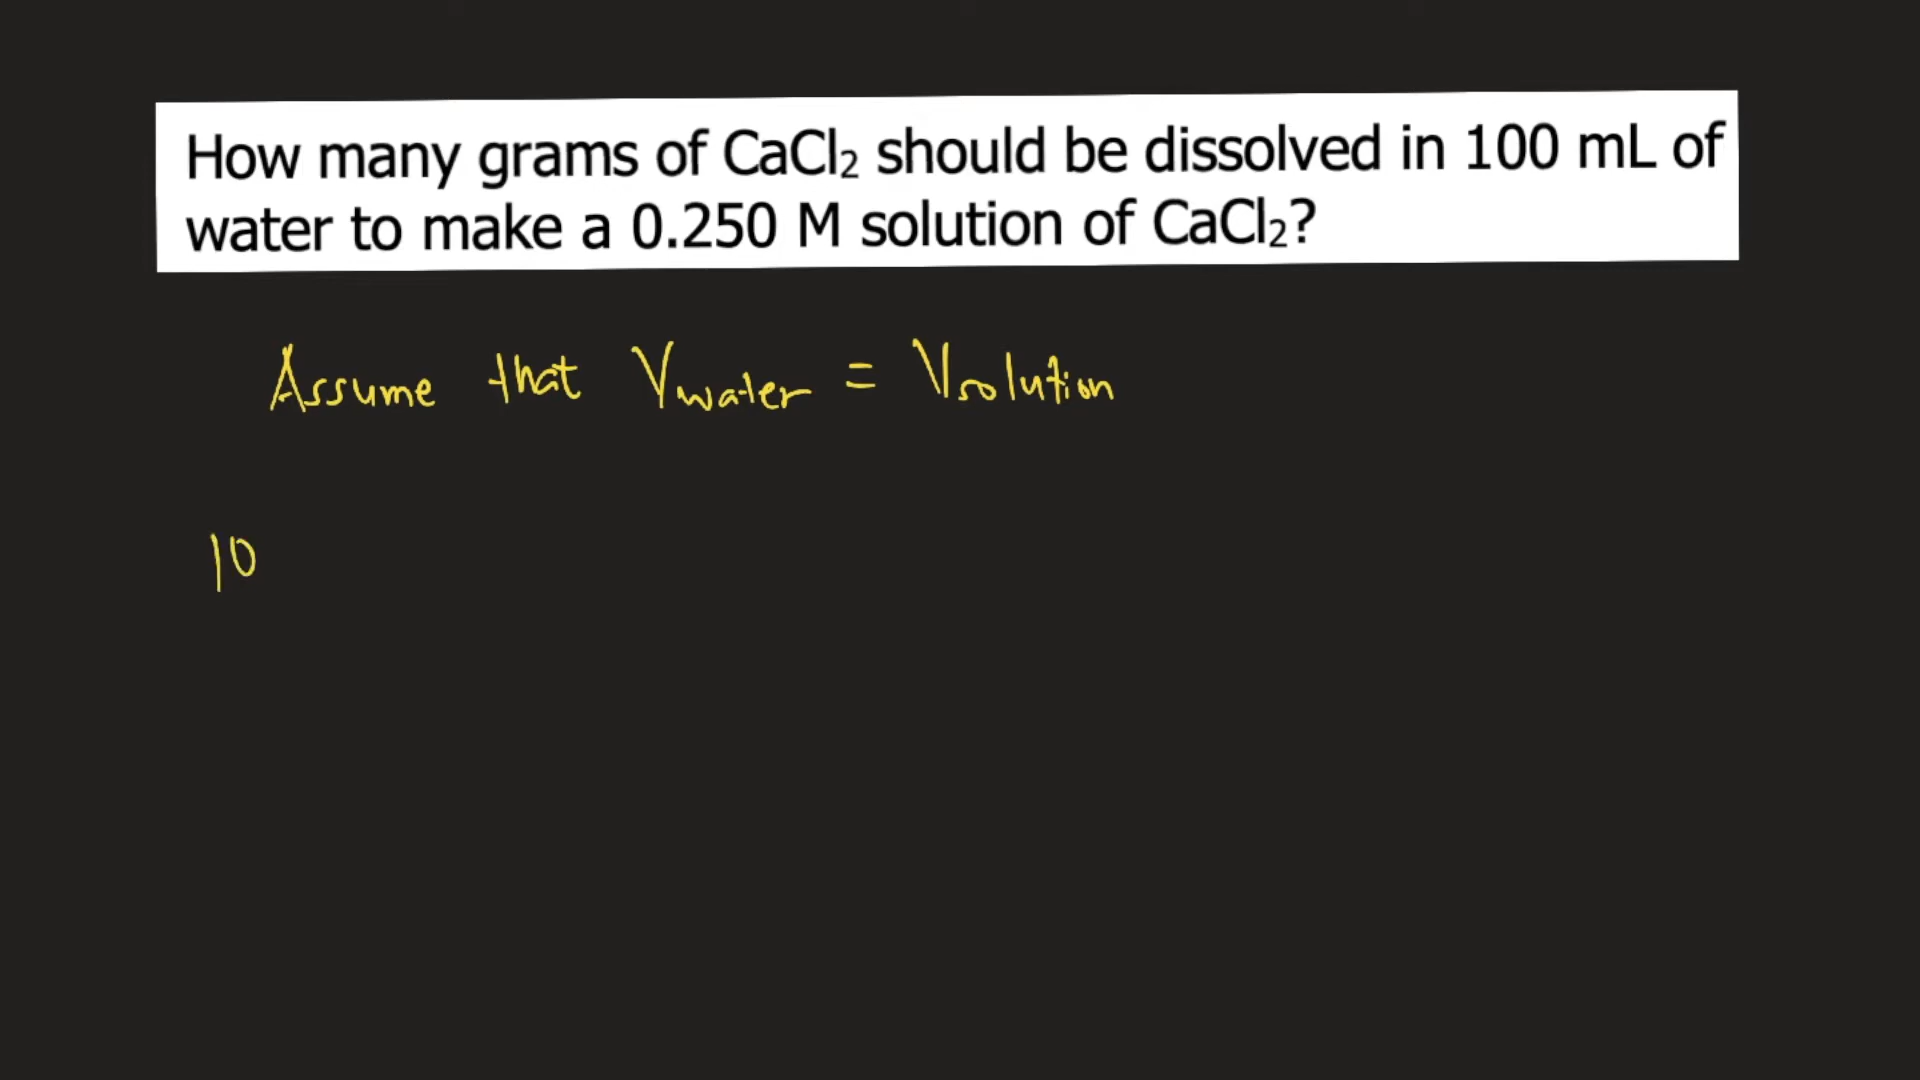 How many grams of CaCl₂ should be dissolved in 100 mL of
water to make a 0.250 M solution of CaCl₂?
Assume that Vwater = Vsolution
10